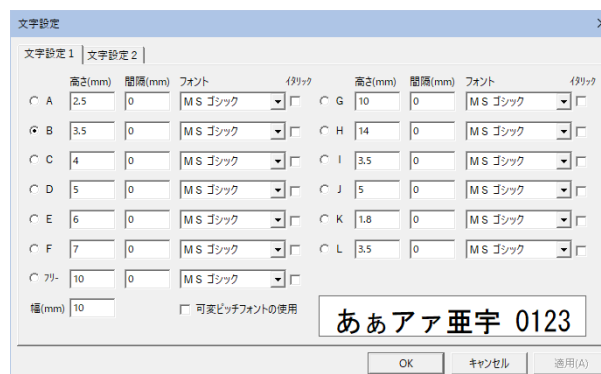 文字設定
文字設定 1 文字設定 2
高さ(mm) 間隔(mm) フォント イタリック 高さ(mm) 間隔(mm) フォント イタリック
A 2.5 0 ＭＳ ゴシック G 10 0 ＭＳ ゴシック
B 3.5 0 ＭＳ ゴシック H 14 0 ＭＳ ゴシック
C 4 0 ＭＳ ゴシック I 3.5 0 ＭＳ ゴシック
D 5 0 ＭＳ ゴシック J 5 0 ＭＳ ゴシック
E 6 0 ＭＳ ゴシック K 1.8 0 ＭＳ ゴシック
F 7 0 ＭＳ ゴシック L 3.5 0 ＭＳ ゴシック
フリー 10 0 ＭＳ ゴシック
幅(mm) 10 可変ピッチフォントの使用
あぁアァ亜宇 0123
OK キャンセル 適用(A)